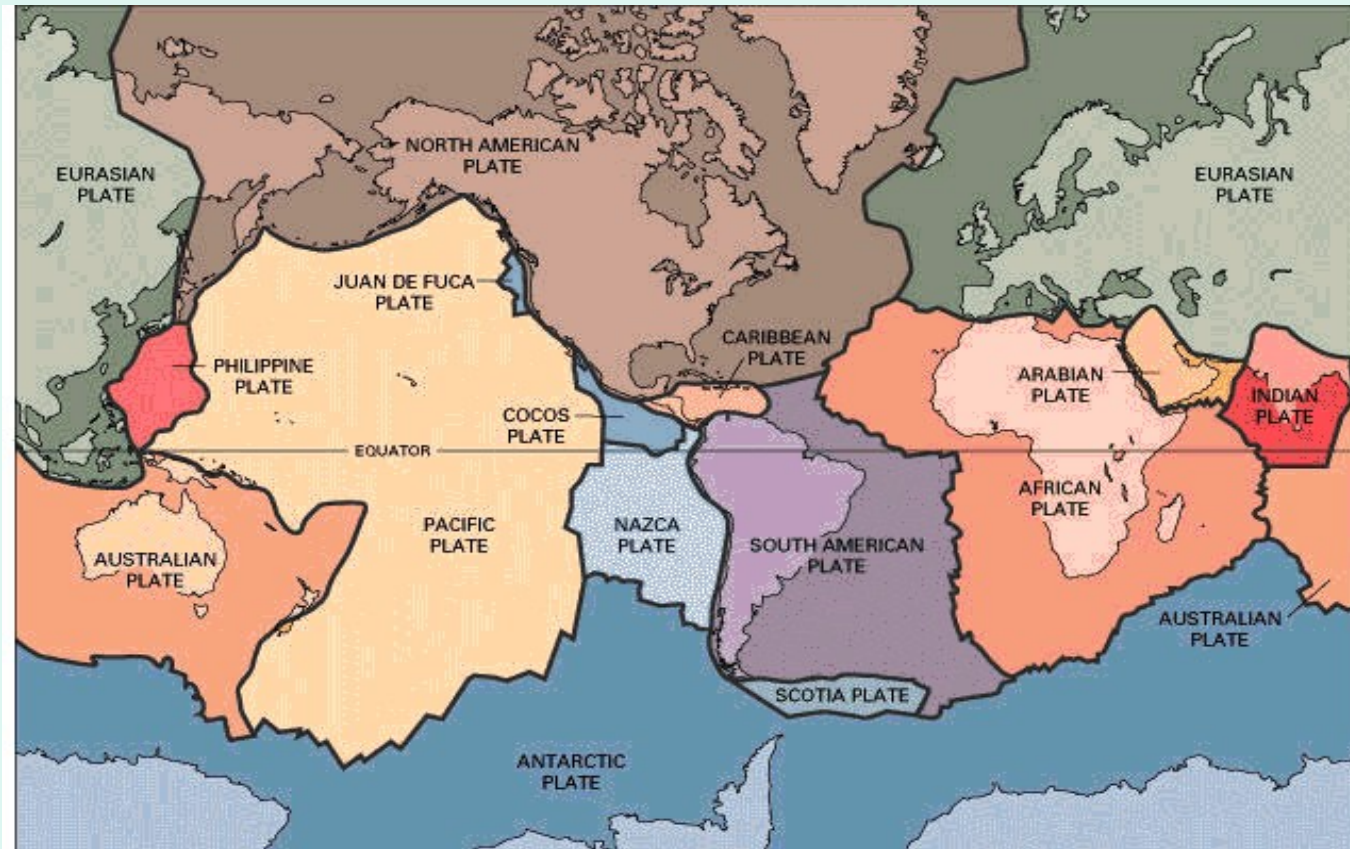 NORTH AMERICAN
PLATE
EURASIAN
PLATE
EURASIAN
PLATE
JUAN DE FUCA
PLATE
CARIBBEAN
PLATE
PHILIPPINE
PLATE
ARABIAN
PLATE
INDIAN
PLATE
COCOS
PLATE
EQUATOR
AFRICAN
PLATE
PACIFIC
PLATE
NAZCA
PLATE
SOUTH AMERICAN
PLATE
AUSTRALIAN
PLATE
AUSTRALIAN
PLATE
SCOTIA PLATE
ANTARCTIC
PLATE